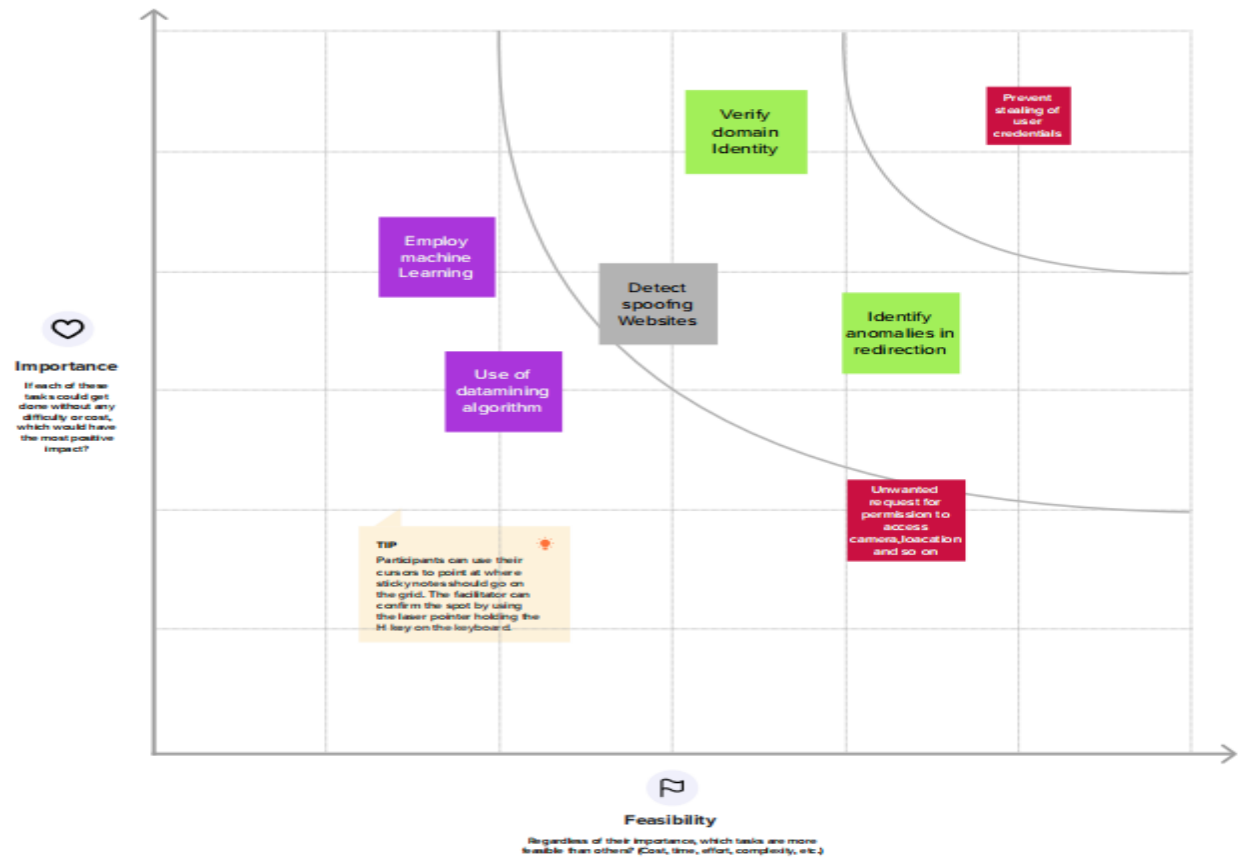 Prevent
stealing of
user
credentials
Verify
domain
Identity
Employ
machine
Learning
Detect
spoofng
Websites
Identify
anomalies in
redirection
Use of
datamining
algorithm
Unwanted
request for
permission to
access
camera,loacation
and so on
Importance
If each of these
tasks could get
done without any
difficulty or cost,
which would have
the most positive
impact?
TIP
Participants can use their
cursors to point at where
sticky notes should go on
the grid. The facilitator can
confirm the spot by using
the laser pointer holding the
H key on the keyboard.
Feasibility
Regardless of their importance, which tasks are more
feasible than others? (Cost, time, effort, complexity, etc.)